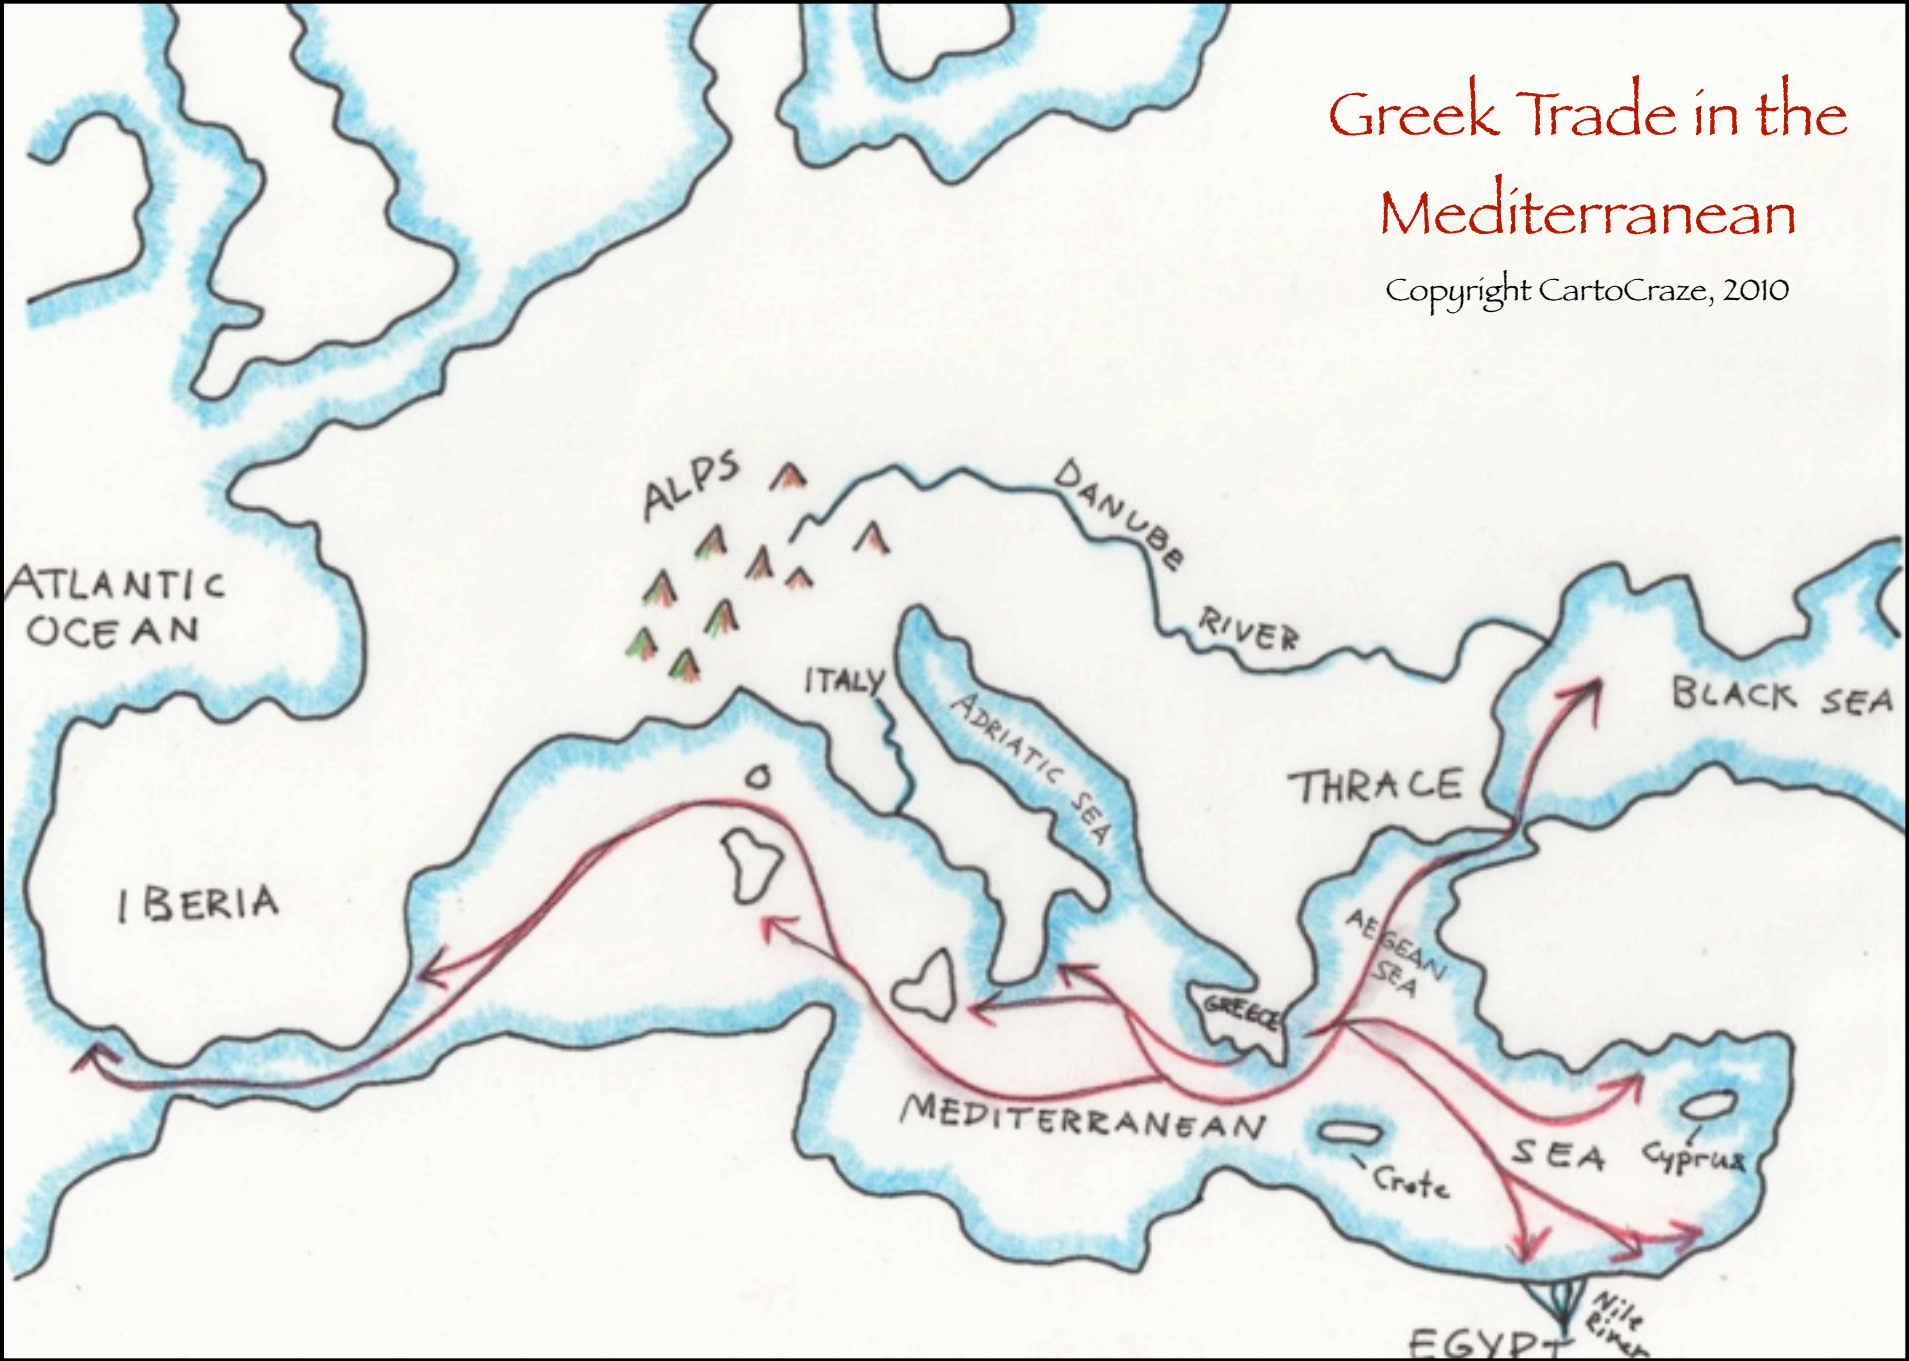 Greek Trade in the
Mediterranean
Copyright CartoCraze, 2010
ALPS
DANUBE
RIVER
ATLANTIC
OCEAN
ITALY
ADRIATIC SEA
BLACK SEA
THRACE
IBERIA
AEGEAN
SEA
GREECE
MEDITERRANEAN
SEA
Cyprus
Crete
Nile
River
EGYPT